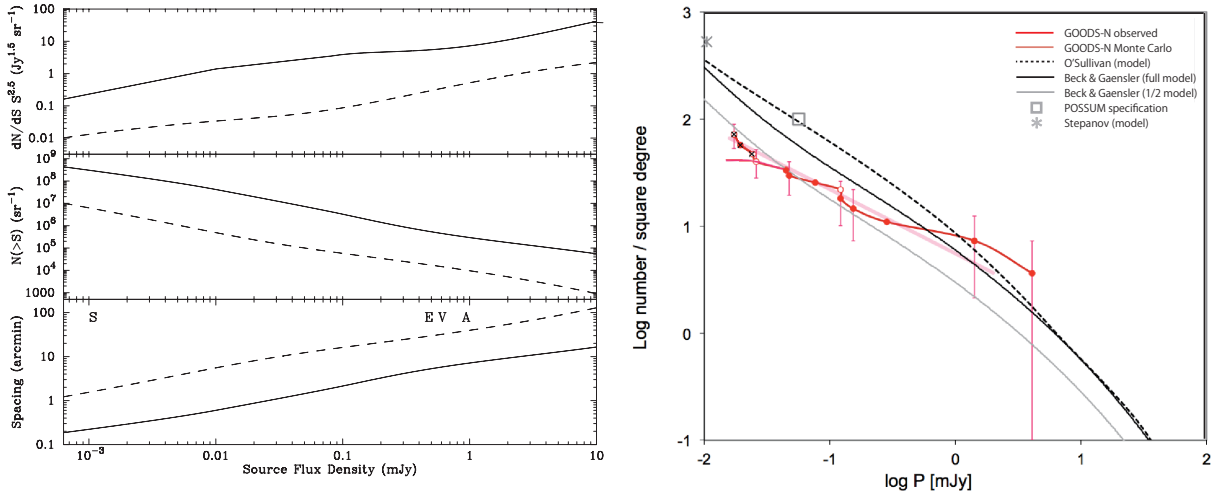 100
10
1
0.1
0.01
dN/dS S^2.5 (Jy^1.5 sr^-1)
10^9
10^8
10^7
10^6
10^5
10^4
1000
N(>S) (sr^-1)
S
E V A
100
10
1
0.1
Spacing (arcmin)
10^-3
0.01
0.1
1
10
Source Flux Density (mJy)
3
2
1
0
-1
Log number / square degree
GOODS-N observed
GOODS-N Monte Carlo
O'Sullivan (model)
Beck & Gaensler (full model)
Beck & Gaensler (1/2 model)
POSSUM specification
Stepanov (model)
-2
-1
0
1
2
log P [mJy]